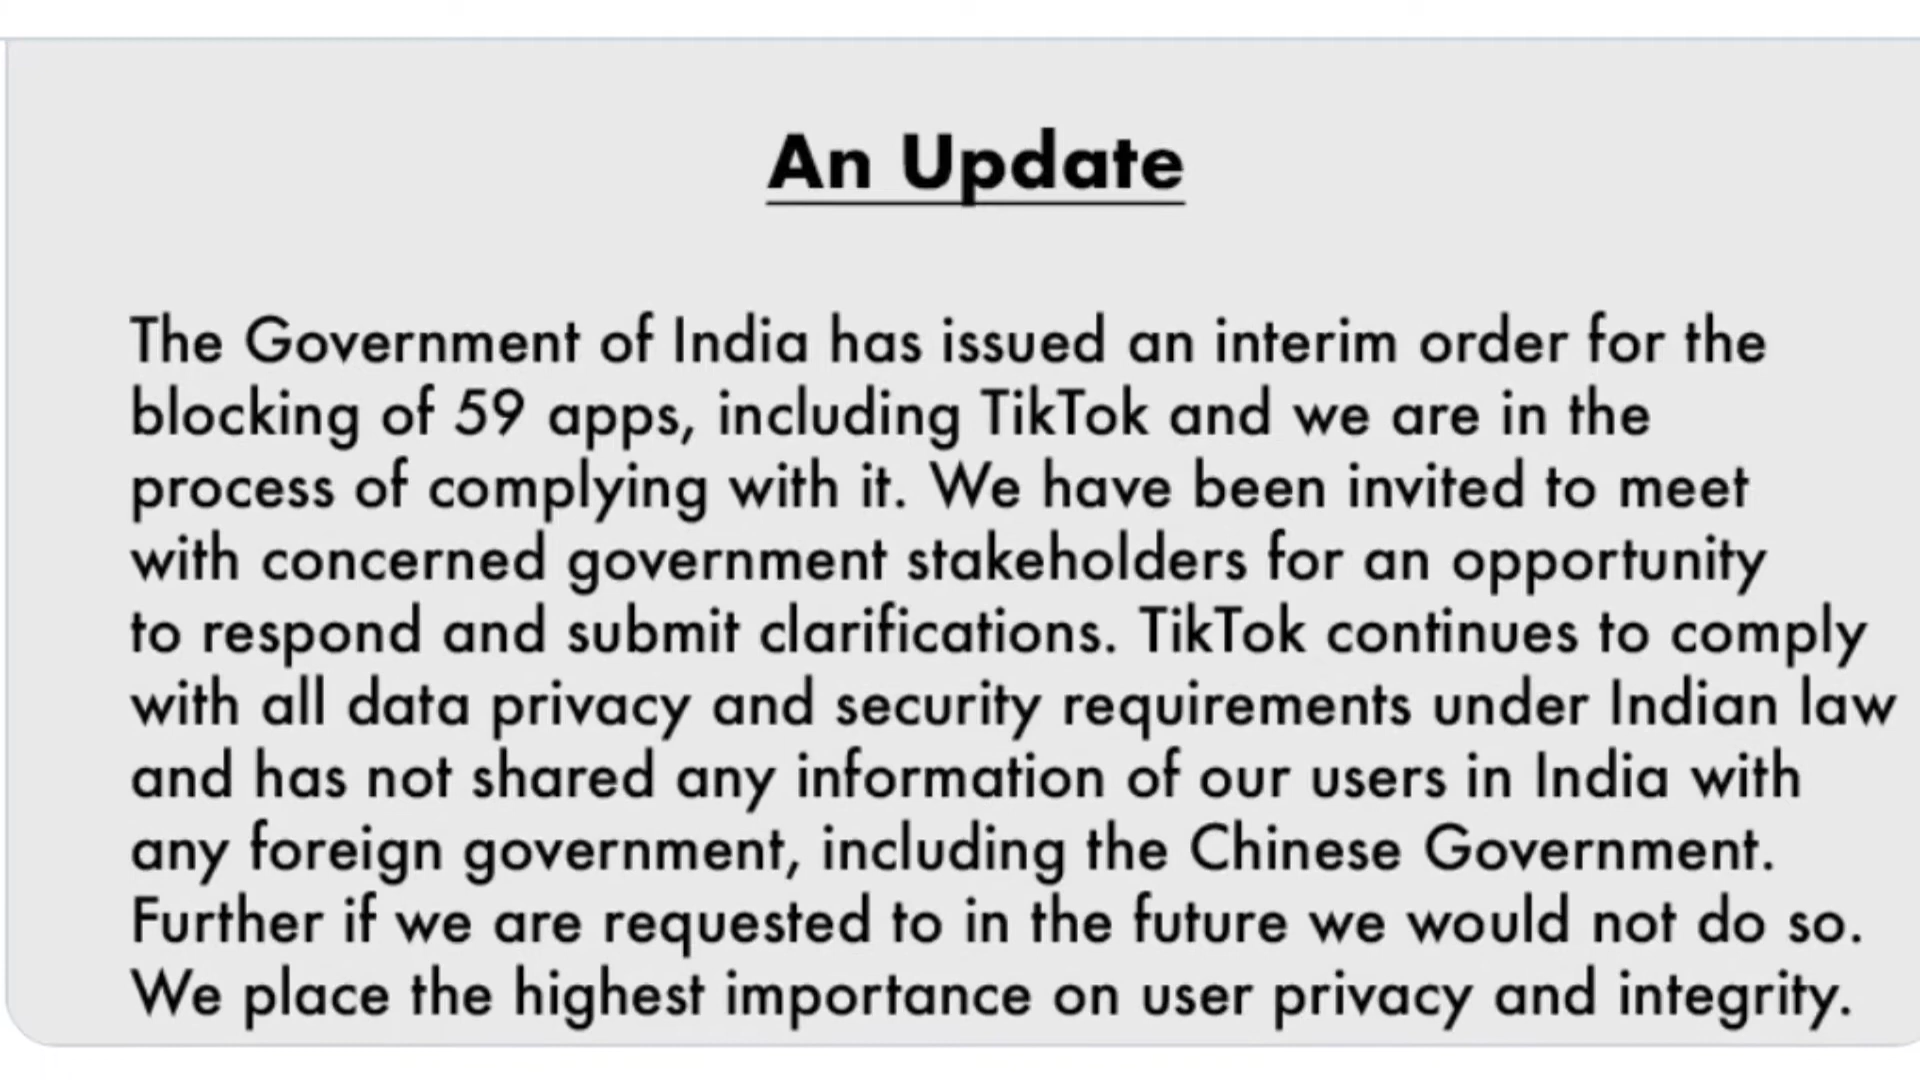 An Update
The Government of India has issued an interim order for the
blocking of 59 apps, including TikTok and we are in the
process of complying with it. We have been invited to meet
with concerned government stakeholders for an opportunity
to respond and submit clarifications. TikTok continues to comply
with all data privacy and security requirements under Indian law
and has not shared any information of our users in India with
any foreign government, including the Chinese Government.
Further if we are requested to in the future we would not do so.
We place the highest importance on user privacy and integrity.